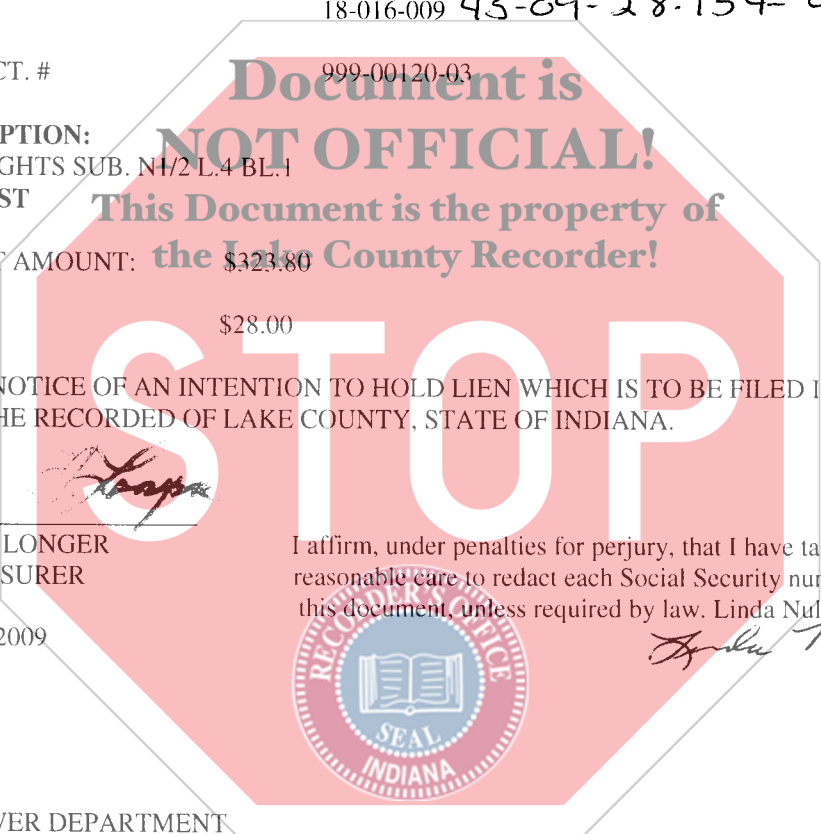 18-016-009 45-09-28-154-
CT. # 999-00120-03
Document is
PTION:
NOT OFFICIAL!
GHTS SUB. N1/2 L.4 BL.1
ST
This Document is the property of
AMOUNT: $323.80
the Lake County Recorder!
$28.00
NOTICE OF AN INTENTION TO HOLD LIEN WHICH IS TO BE FILED I
HE RECORDED OF LAKE COUNTY, STATE OF INDIANA.
STOP
LONGER
SURER
I affirm, under penalties for perjury, that I have ta
reasonable care to redact each Social Security nu
this document, unless required by law. Linda Nul
2009
Linda
RECORDER'S OFFICE
SEAL
INDIANA
VER DEPARTMENT